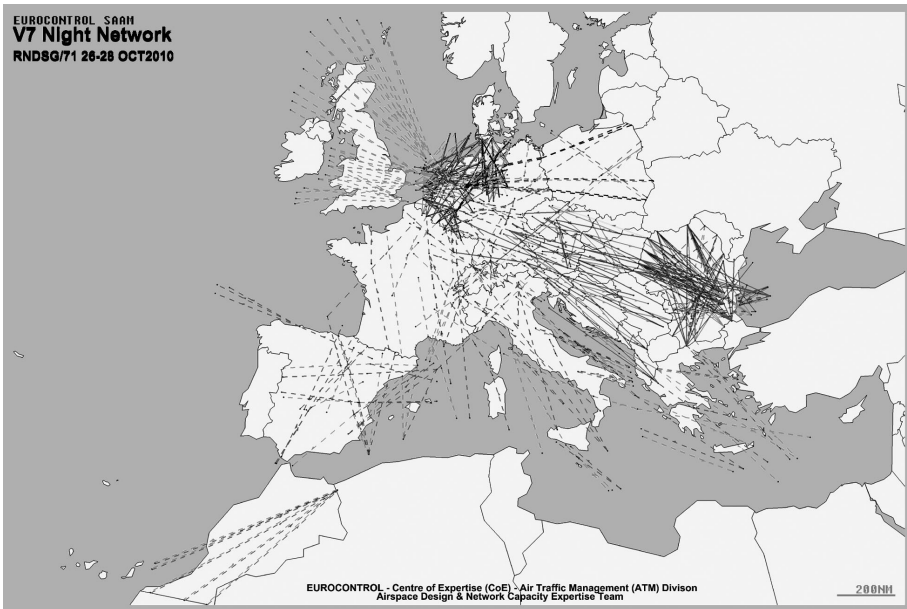 EUROCONTROL SAAM
V7 Night Network
RNDSG/71 26-28 OCT2010
EUROCONTROL - Centre of Expertise (CoE) - Air Traffic Management (ATM) Divison
Airspace Design & Network Capacity Expertise Team
200NM